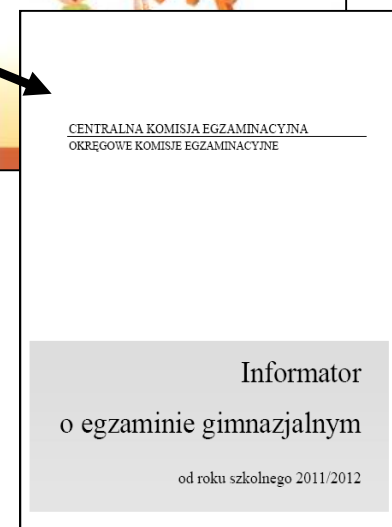 CENTRALNA KOMISJA EGZAMINACYJNA
OKRĘGOWE KOMISJE EGZAMINACYJNE
Informator
o egzaminie gimnazjalnym
od roku szkolnego 2011/2012